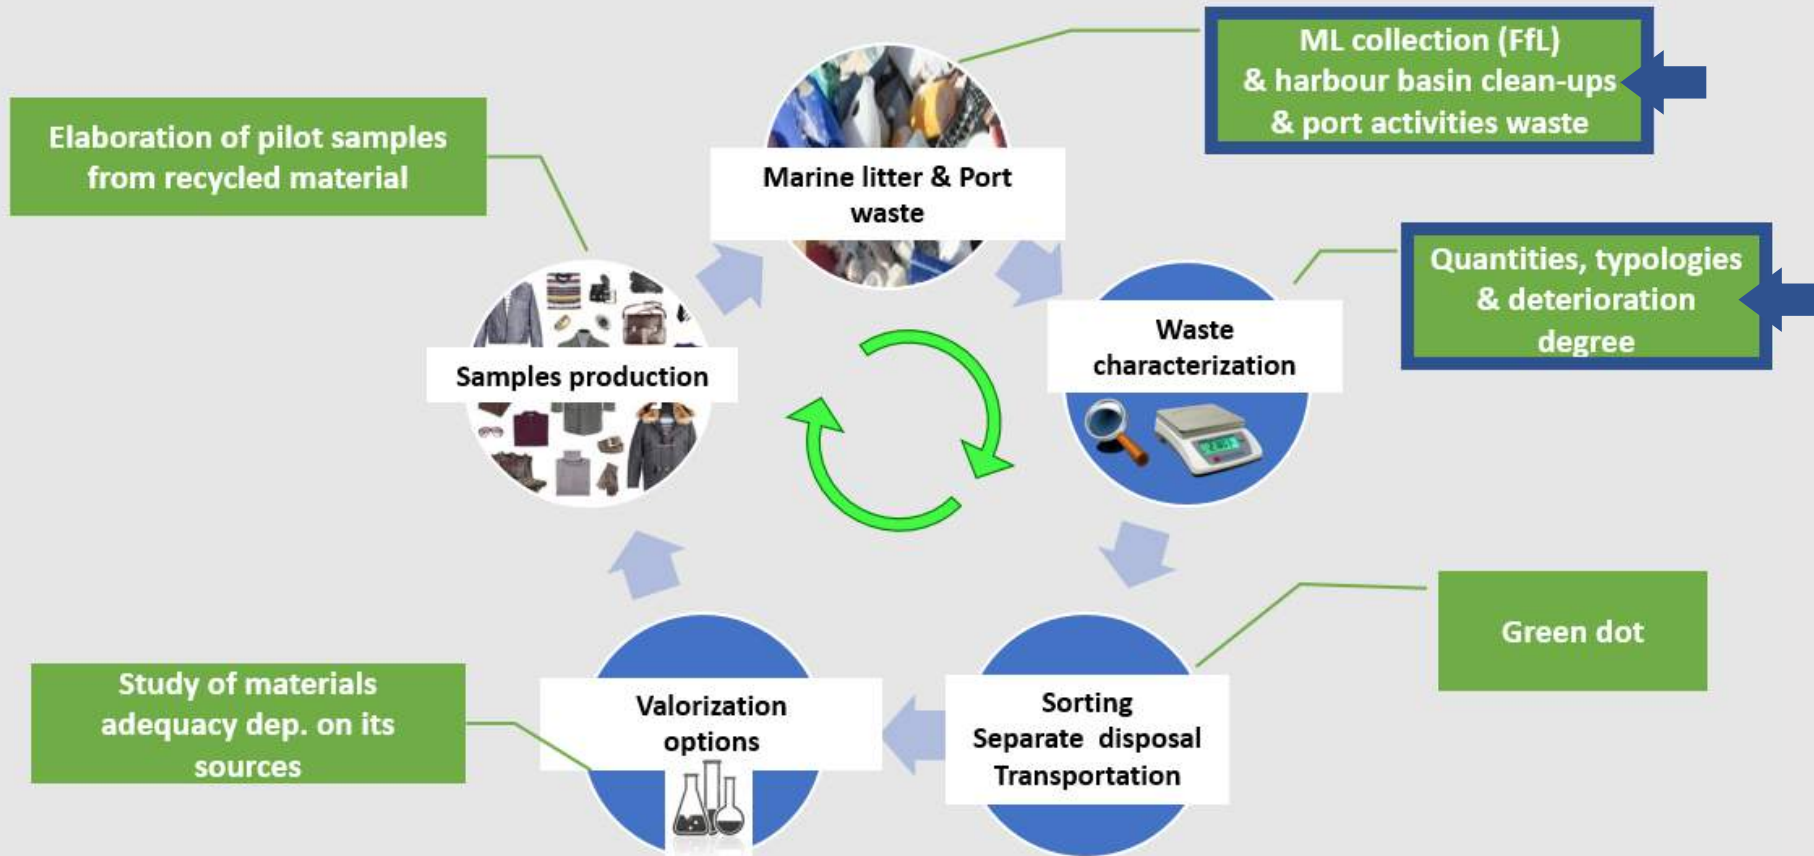 ML collection (FfL)
& harbour basin clean-ups
& port activities waste
Elaboration of pilot samples
from recycled material
Marine litter & Port
waste
Quantities, typologies
& deterioration
degree
Waste
characterization
Samples production
Green dot
Study of materials
adequacy dep. on its
sources
Valorization
options
Sorting
Separate disposal
Transportation